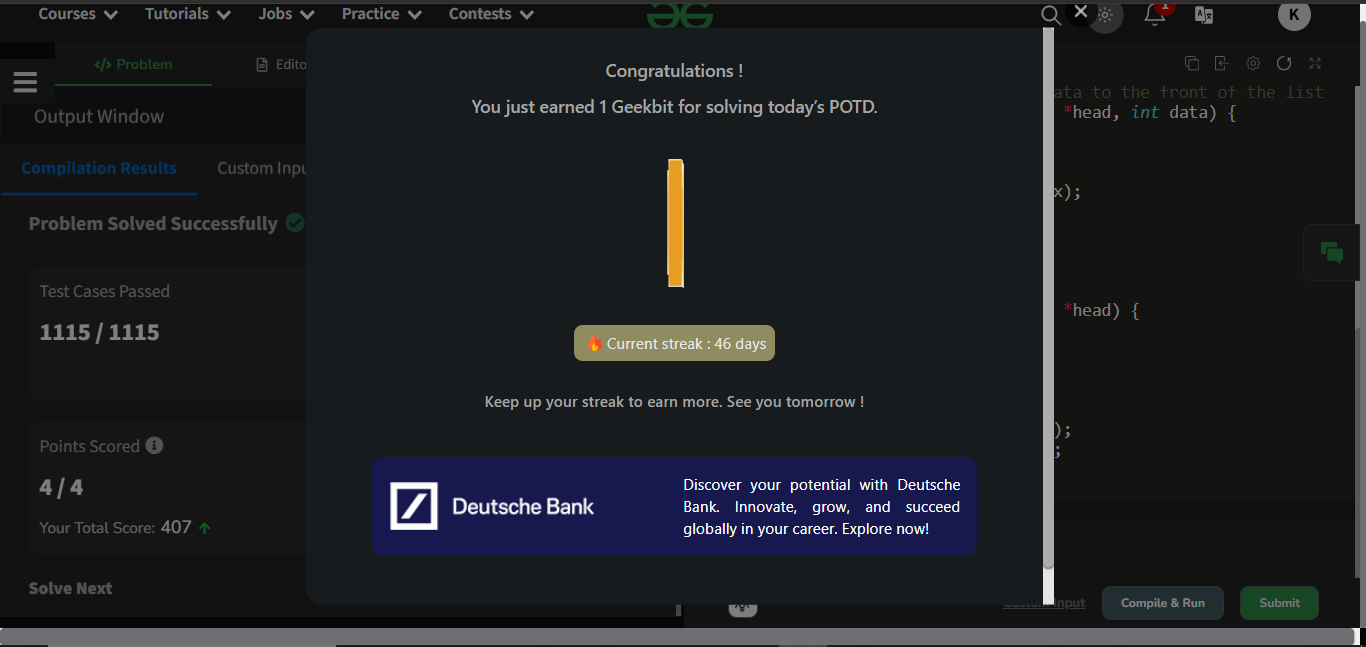 Courses Tutorials Jobs Practice Contests
1
K
Problem
Edito
Output Window
Compilation Results
Custom Inpu
Problem Solved Successfully
Test Cases Passed
1115 / 1115
Points Scored
4 / 4
Your Total Score: 407
Solve Next
Congratulations !
You just earned 1 Geekbit for solving today’s POTD.
🔥 Current streak : 46 days
Keep up your streak to earn more. See you tomorrow !
Deutsche Bank
Discover your potential with Deutsche
Bank. Innovate, grow, and succeed
globally in your career. Explore now!
ata to the front of the list
*head, int data) {
x);
*head) {
);
;
Custom Input
Compile & Run
Submit